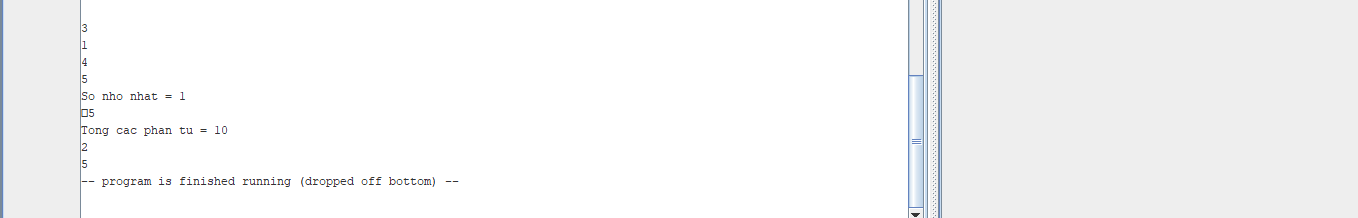 3
1
4
5
So nho nhat = 1
□5
Tong cac phan tu = 10
2
5
-- program is finished running (dropped off bottom) --